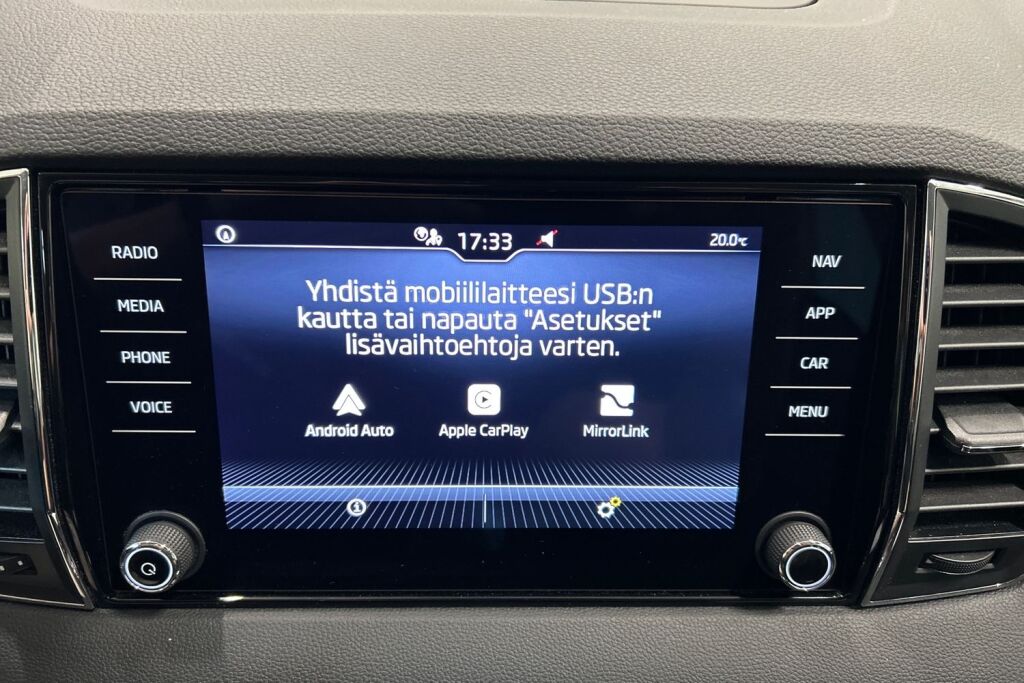 17:33
20.0°C
RADIO
MEDIA
PHONE
VOICE
Yhdistä mobiililaitteesi USB:n
kautta tai napauta "Asetukset"
lisävaihtoehtoja varten.
Android Auto
Apple CarPlay
MirrorLink
NAV
APP
CAR
MENU